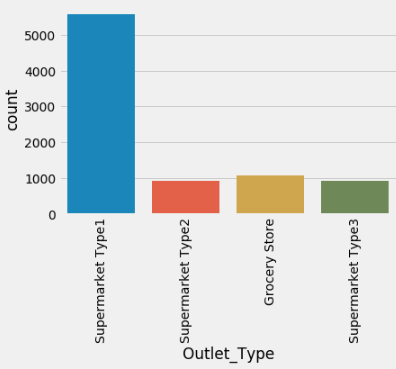 5000
4000
3000
2000
1000
0
count
Supermarket Type1
Supermarket Type2
Grocery Store
Supermarket Type3
Outlet_Type